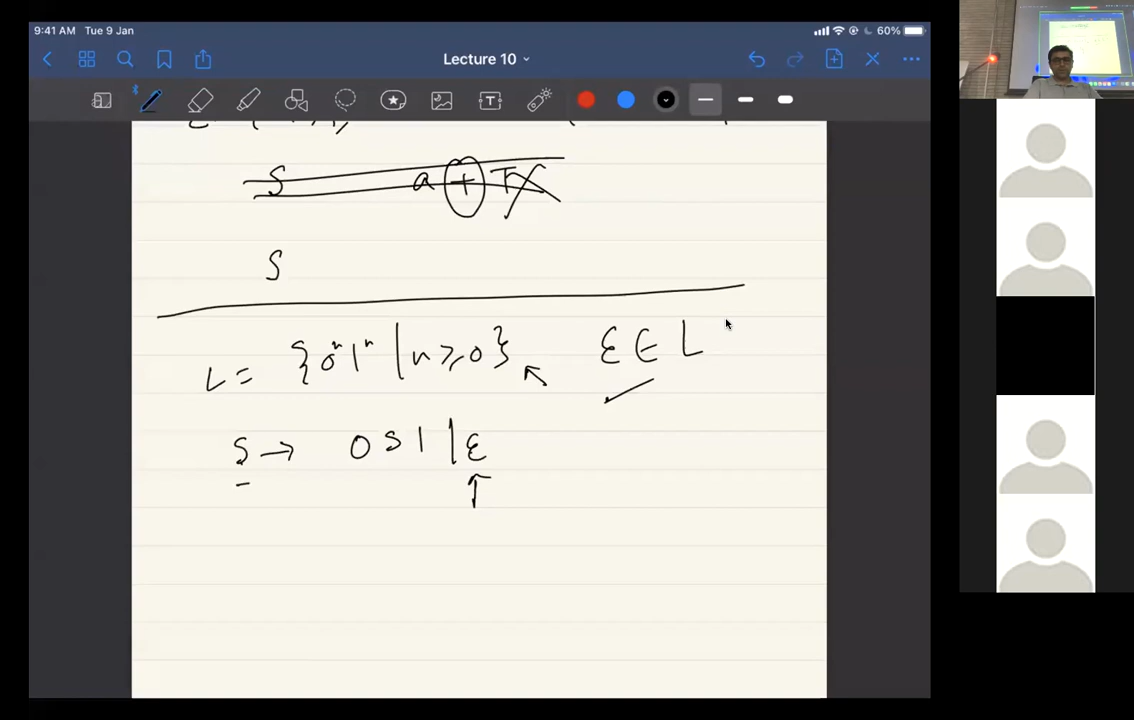 9:41 AM Tue 9 Jan
60%
Lecture 10
S a + T
S
L = {0ⁿ1ⁿ | n ≥ 0} ε ∈ L
S → 0S1 | ε